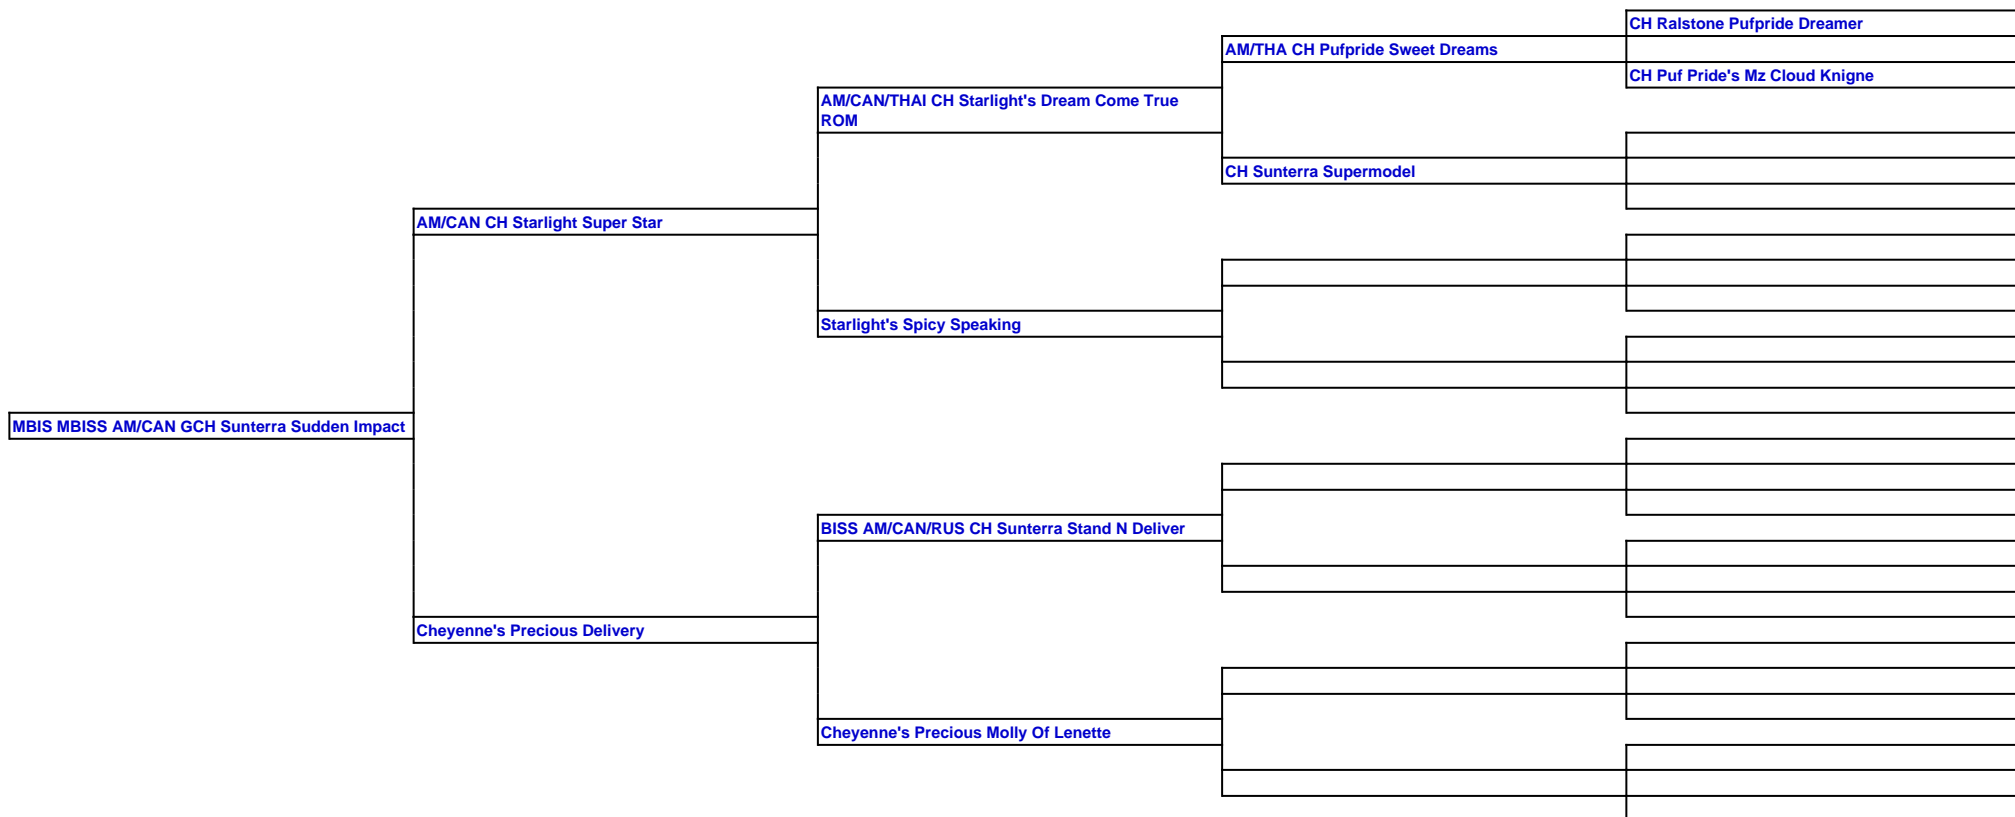 CH Ralstone Pufpride Dreamer
AM/THA CH Pufpride Sweet Dreams
CH Puf Pride's Mz Cloud Knigne
AM/CAN/THAI CH Starlight's Dream Come True
ROM
CH Sunterra Supermodel
AM/CAN CH Starlight Super Star
Starlight's Spicy Speaking
MBIS MBISS AM/CAN GCH Sunterra Sudden Impact
BISS AM/CAN/RUS CH Sunterra Stand N Deliver
Cheyenne's Precious Delivery
Cheyenne's Precious Molly Of Lenette